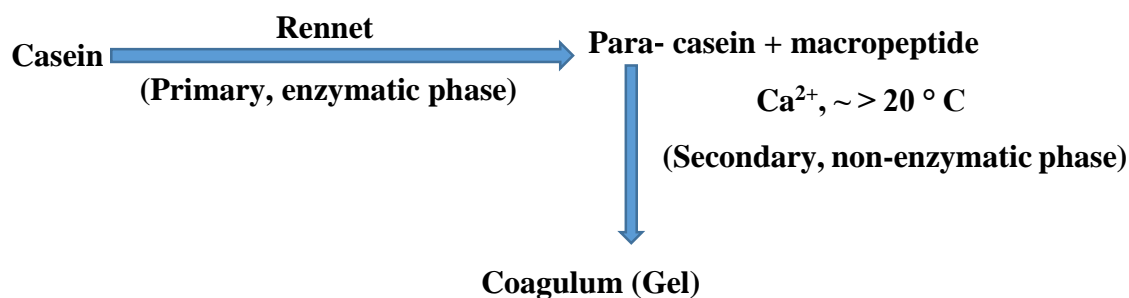 Rennet
Casein
Para- casein + macropeptide
(Primary, enzymatic phase)
Ca²⁺, ~ > 20 ° C
(Secondary, non-enzymatic phase)
Coagulum (Gel)